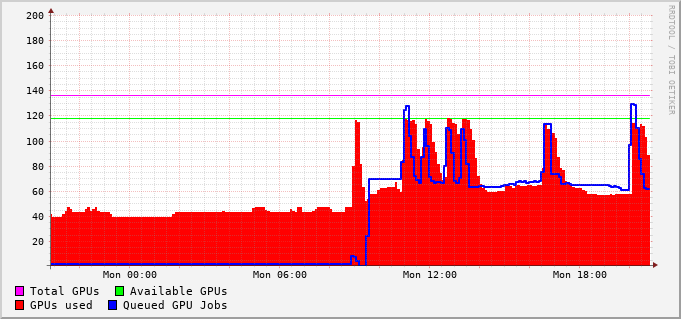 200
180
160
140
120
100
80
60
40
20
Mon 00:00 Mon 06:00 Mon 12:00 Mon 18:00
Total GPUs Available GPUs
GPUs used Queued GPU Jobs
RRDTOOL / TOBI OETIKER